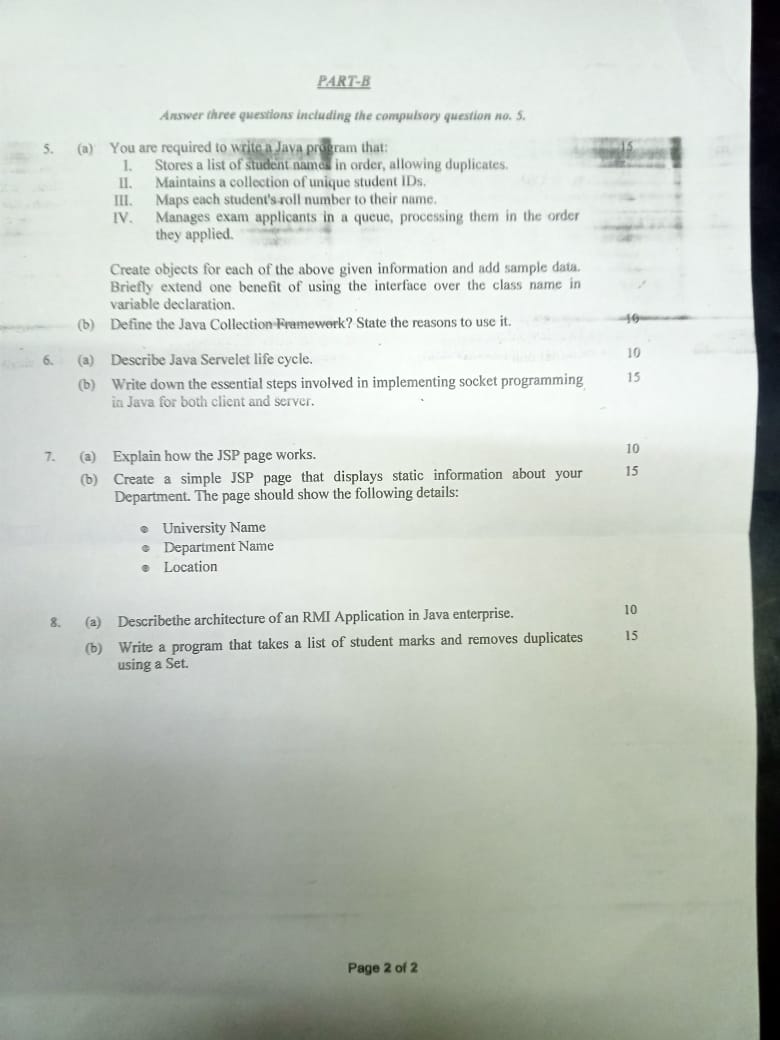 PART-B
Answer three questions including the compulsory question no. 5.
5. (a) You are required to write a Java program that: 15
I. Stores a list of student names in order, allowing duplicates.
II. Maintains a collection of unique student IDs.
III. Maps each student's roll number to their name.
IV. Manages exam applicants in a queue, processing them in the order
they applied.
Create objects for each of the above given information and add sample data.
Briefly extend one benefit of using the interface over the class name in
variable declaration.
(b) Define the Java Collection Framework? State the reasons to use it. 10
6. (a) Describe Java Servelet life cycle. 10
(b) Write down the essential steps involved in implementing socket programming 15
in Java for both client and server.
7. (a) Explain how the JSP page works. 10
(b) Create a simple JSP page that displays static information about your 15
Department. The page should show the following details:
• University Name
• Department Name
• Location
8. (a) Describethe architecture of an RMI Application in Java enterprise. 10
(b) Write a program that takes a list of student marks and removes duplicates 15
using a Set.
Page 2 of 2